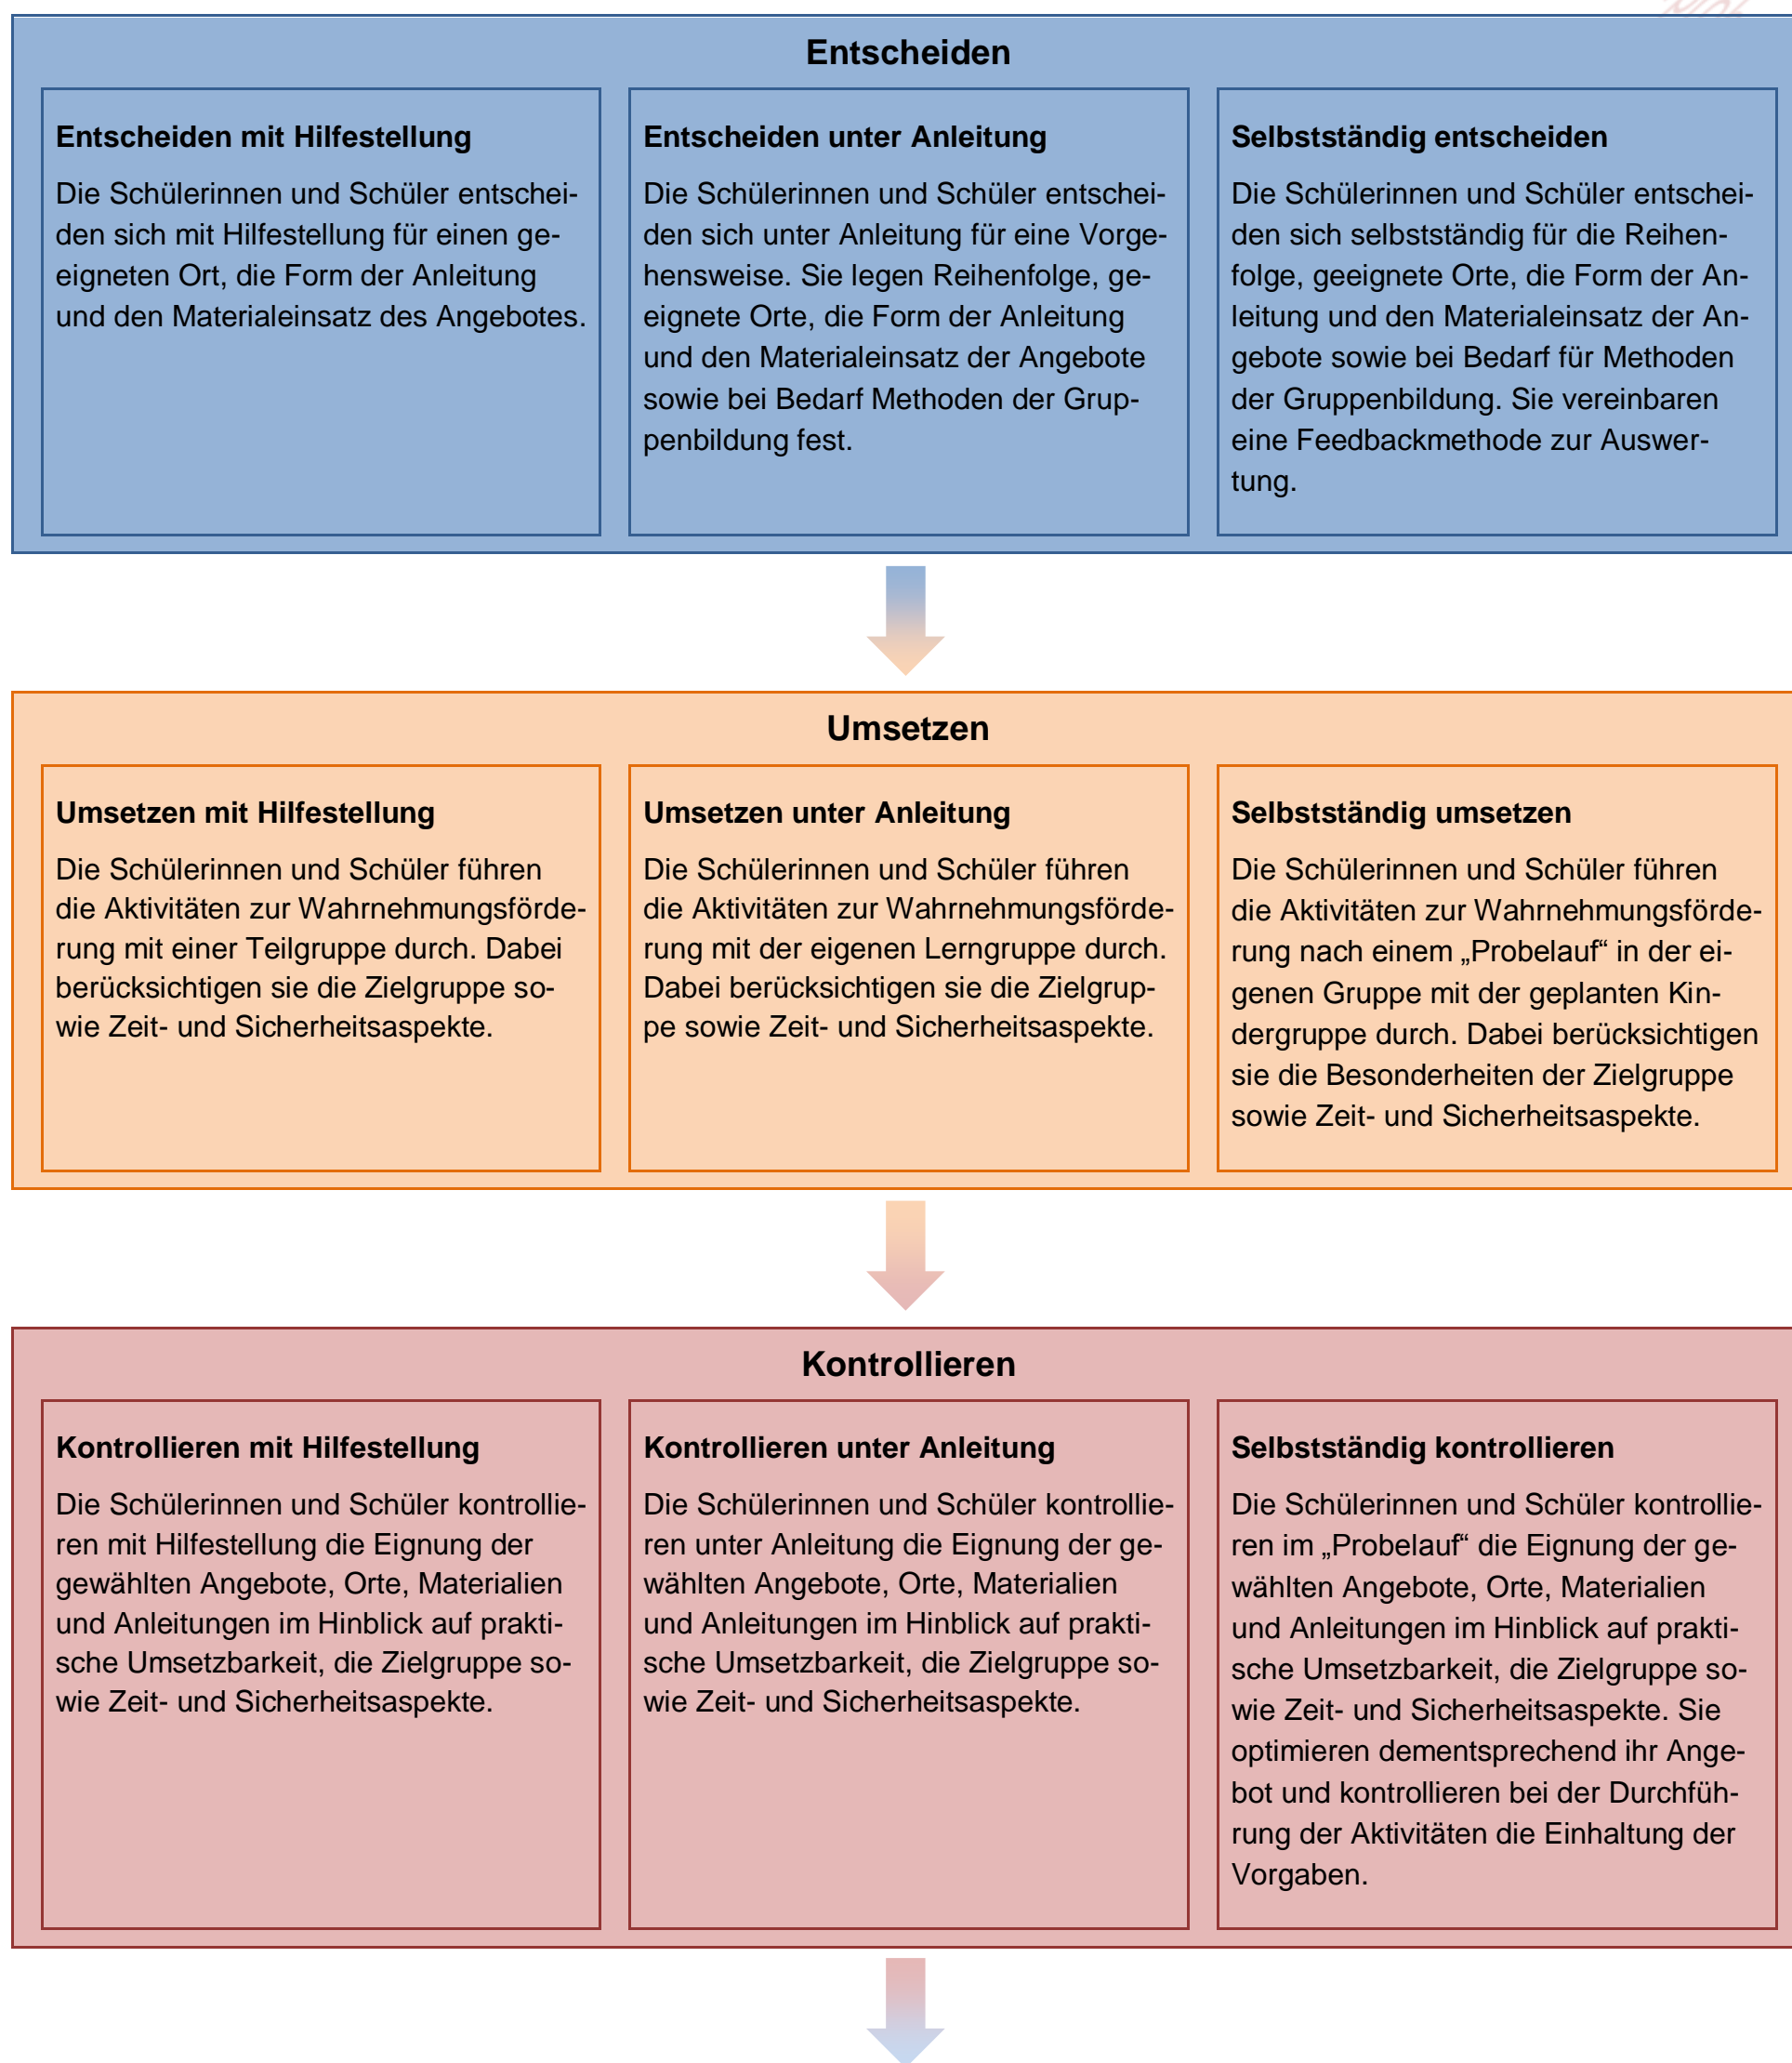 Entscheiden
Entscheiden mit Hilfestellung
Die Schülerinnen und Schüler entschei-
den sich mit Hilfestellung für einen ge-
eigneten Ort, die Form der Anleitung
und den Materialeinsatz des Angebotes.
Entscheiden unter Anleitung
Die Schülerinnen und Schüler entschei-
den sich unter Anleitung für eine Vorge-
hensweise. Sie legen Reihenfolge, ge-
eignete Orte, die Form der Anleitung
und den Materialeinsatz der Angebote
sowie bei Bedarf Methoden der Grup-
penbildung fest.
Selbstständig entscheiden
Die Schülerinnen und Schüler entschei-
den sich selbstständig für die Reihen-
folge, geeignete Orte, die Form der An-
leitung und den Materialeinsatz der An-
gebote sowie bei Bedarf für Methoden
der Gruppenbildung. Sie vereinbaren
eine Feedbackmethode zur Auswer-
tung.
Umsetzen
Umsetzen mit Hilfestellung
Die Schülerinnen und Schüler führen
die Aktivitäten zur Wahrnehmungsförde-
rung mit einer Teilgruppe durch. Dabei
berücksichtigen sie die Zielgruppe so-
wie Zeit- und Sicherheitsaspekte.
Umsetzen unter Anleitung
Die Schülerinnen und Schüler führen
die Aktivitäten zur Wahrnehmungsförde-
rung mit der eigenen Lerngruppe durch.
Dabei berücksichtigen sie die Zielgrup-
pe sowie Zeit- und Sicherheitsaspekte.
Selbstständig umsetzen
Die Schülerinnen und Schüler führen
die Aktivitäten zur Wahrnehmungsförde-
rung nach einem „Probelauf“ in der ei-
genen Gruppe mit der geplanten Kin-
dergruppe durch. Dabei berücksichtigen
sie die Besonderheiten der Zielgruppe
sowie Zeit- und Sicherheitsaspekte.
Kontrollieren
Kontrollieren mit Hilfestellung
Die Schülerinnen und Schüler kontrollie-
ren mit Hilfestellung die Eignung der
gewählten Angebote, Orte, Materialien
und Anleitungen im Hinblick auf prakti-
sche Umsetzbarkeit, die Zielgruppe so-
wie Zeit- und Sicherheitsaspekte.
Kontrollieren unter Anleitung
Die Schülerinnen und Schüler kontrollie-
ren unter Anleitung die Eignung der ge-
wählten Angebote, Orte, Materialien
und Anleitungen im Hinblick auf prakti-
sche Umsetzbarkeit, die Zielgruppe so-
wie Zeit- und Sicherheitsaspekte.
Selbstständig kontrollieren
Die Schülerinnen und Schüler kontrollie-
ren im „Probelauf“ die Eignung der ge-
wählten Angebote, Orte, Materialien
und Anleitungen im Hinblick auf prakti-
sche Umsetzbarkeit, die Zielgruppe so-
wie Zeit- und Sicherheitsaspekte. Sie
optimieren dementsprechend ihr Ange-
bot und kontrollieren bei der Durchfüh-
rung der Aktivitäten die Einhaltung der
Vorgaben.